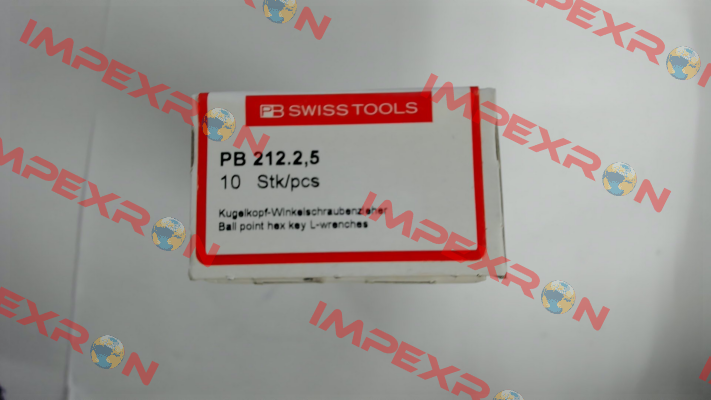 PB SWISS TOOLS
PB 212.2,5
10 Stk/pcs
Kugelkopf-Winkelschraubenzieher
Ball point hex key L-wrenches
IMPEXRON
IMPEXRON
IMPEXRON
IMPEXRON
IMPEXRON
IMPEXRON
IMPEXRON
IMPEXRON